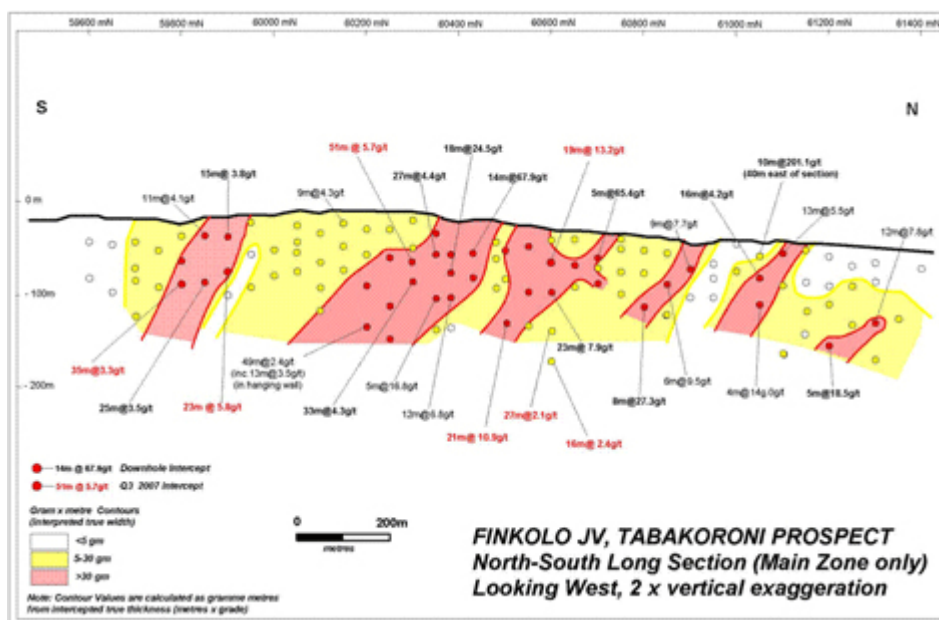 59600 mN 59800 mN 60000 mN 60200 mN 60400 mN 60600 mN 60800 mN 61000 mN 61200 mN 61400 mN
S
N
51m @ 5.7g/t
18m@24.5g/t
19m@ 13.2g/t
15m@ 3.8g/t
27m@4.4g/t
14m@67.9g/t
10m@201.1g/t
(80m east of section)
11m@4.1g/t
9m@4.3g/t
5m@65.4g/t
16m@4.2g/t
9m@7.7g/t
13m@5.5g/t
12m@7.8g/t
0 m
- 100m
- 200m
35m@3.3g/t
25m@3.5g/t
23m @ 5.8g/t
49m@2.4g/t
(inc.13m@3.5g/t)
(in hanging wall)
33m@4.3g/t
5m@16.8g/t
12m@6.8g/t
21m@ 10.9g/t
27m@2.1g/t
23m@ 7.9g/t
16m@ 2.4g/t
8m@27.3g/t
6m@9.5g/t
4m@14g.0g/t
5m@18.5g/t
14m @ 67.9g/t Downhole Intercept
51m @ 5.7g/t Q3 2007 Intercept
Gram x metre Contours
(interpreted true width)
<5 gm
5-30 gm
>30 gm
Note: Contour Values are calculated as gramme metres
from intercepted true thickness (metres x grade)
0 200m
metres
FINKOLO JV, TABAKORONI PROSPECT
North-South Long Section (Main Zone only)
Looking West, 2 x vertical exaggeration